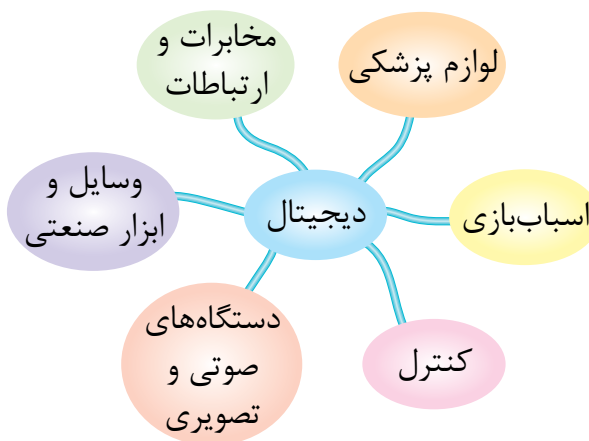 مخابرات و
ارتباطات
لوازم پزشکی
وسایل و
ابزار صنعتی
دیجیتال
اسباب‌بازی
دستگاه‌های
صوتی و
تصویری
کنترل